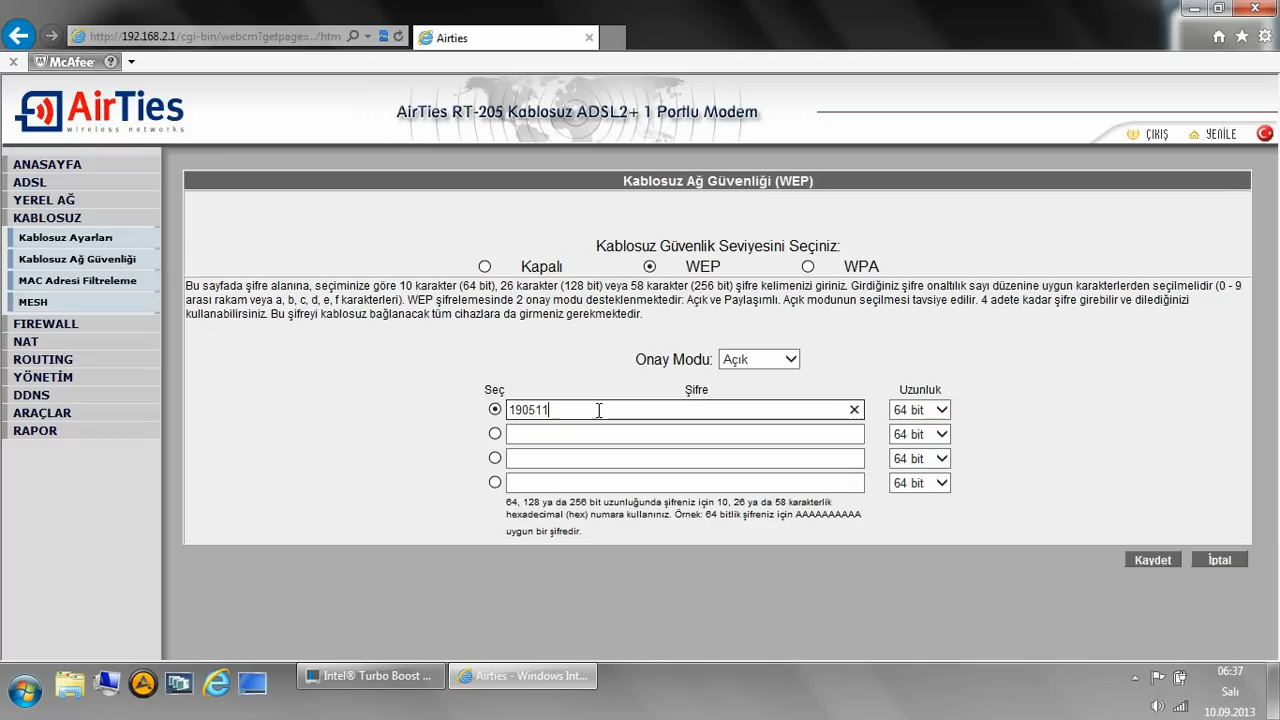 http://192.168.2.1/cgi-bin/webcm?getpage=../htm
Airties
McAfee
AirTies
wireless networks
AirTies RT-205 Kablosuz ADSL2+ 1 Portlu Modem
ÇIKIŞ
YENİLE
ANASAYFA
ADSL
YEREL AĞ
KABLOSUZ
Kablosuz Ayarları
Kablosuz Ağ Güvenliği
MAC Adresi Filtreleme
MESH
FIREWALL
NAT
ROUTING
YÖNETİM
DDNS
ARAÇLAR
RAPOR
Kablosuz Ağ Güvenliği (WEP)
Kablosuz Güvenlik Seviyesini Seçiniz:
Kapalı WEP WPA
Bu sayfada şifre alanına, seçiminize göre 10 karakter (64 bit), 26 karakter (128 bit) veya 58 karakter (256 bit) şifre kelimenizi giriniz. Girdiğiniz şifre onaltılık sayı düzenine uygun karakterlerden seçilmelidir (0 - 9
arası rakam veya a, b, c, d, e, f karakterleri). WEP şifrelemesinde 2 onay modu desteklenmektedir: Açık ve Paylaşımlı. Açık modunun seçilmesi tavsiye edilir. 4 adete kadar şifre girebilir ve dilediğinizi
kullanabilirsiniz. Bu şifreyi kablosuz bağlanacak tüm cihazlara da girmeniz gerekmektedir.
Onay Modu: Açık
Seç Şifre Uzunluk
190511 64 bit
64 bit
64 bit
64 bit
64, 128 ya da 256 bit uzunluğunda şifreniz için 10, 26 ya da 58 karakterlik
hexadecimal (hex) numara kullanınız. Örnek: 64 bitlik şifreniz için AAAAAAAAAA
uygun bir şifredir.
Kaydet İptal
Intel® Turbo Boost ...
Airties - Windows Int...
06:37
Salı
10.09.2013